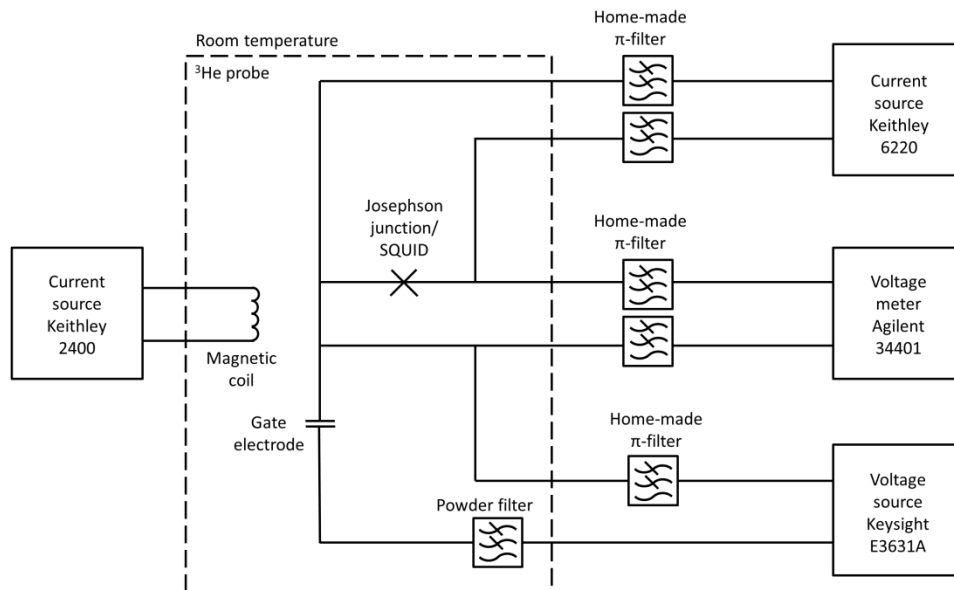 Home-made
π-filter
Room temperature
³He probe
Current
source
Keithley
6220
Josephson
junction/
SQUID
Home-made
π-filter
Current
source
Keithley
2400
Voltage
meter
Agilent
34401
Magnetic
coil
Gate
electrode
Home-made
π-filter
Powder filter
Voltage
source
Keysight
E3631A